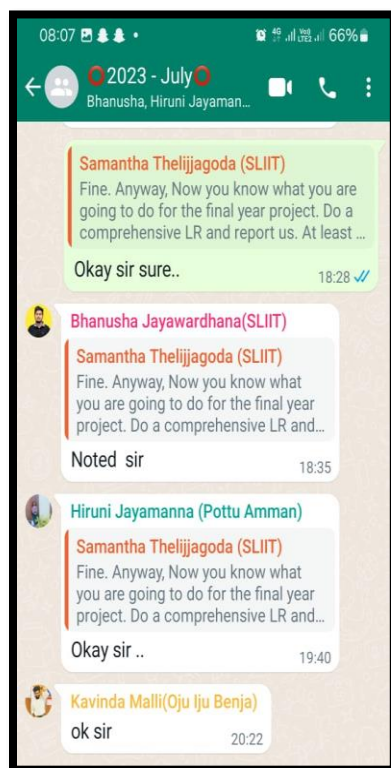 08:07
4G
Vo))
LTE2
66%
⭕2023 - July⭕
Bhanusha, Hiruni Jayaman...
Samantha Thelijjagoda (SLIIT)
Fine. Anyway, Now you know what you are
going to do for the final year project. Do a
comprehensive LR and report us. At least ...
Okay sir sure..
18:28
Bhanusha Jayawardhana(SLIIT)
Samantha Thelijjagoda (SLIIT)
Fine. Anyway, Now you know what
you are going to do for the final year
project. Do a comprehensive LR and...
Noted sir
18:35
Hiruni Jayamanna (Pottu Amman)
Samantha Thelijjagoda (SLIIT)
Fine. Anyway, Now you know what
you are going to do for the final year
project. Do a comprehensive LR and...
Okay sir ..
19:40
Kavinda Malli(Oju Iju Benja)
ok sir
20:22